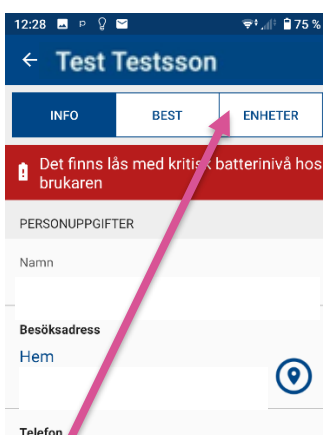 12:28 P 75 %
Test Testsson
INFO BEST ENHETER
Det finns lås med kritisk batterinivå hos
brukaren
PERSONUPPGIFTER
Namn
Besöksadress
Hem
Telefon